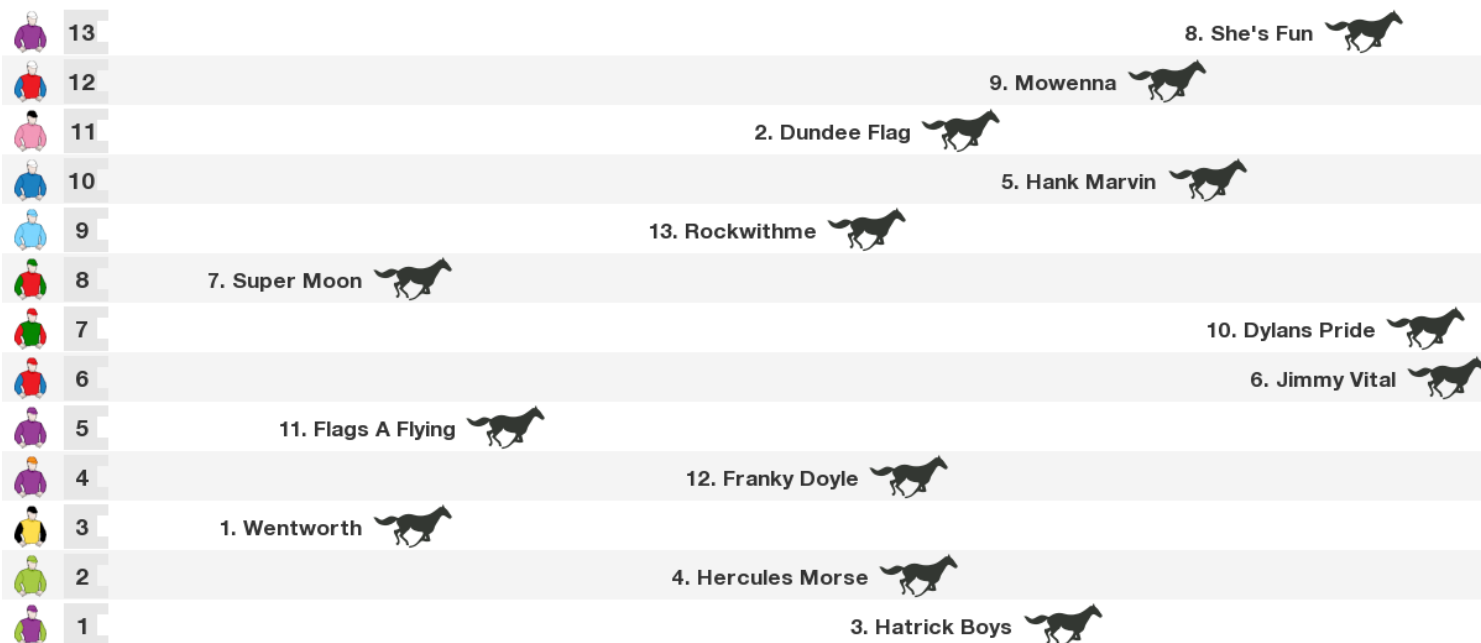 13 8. She's Fun
12 9. Mowenna
11 2. Dundee Flag
10 5. Hank Marvin
9 13. Rockwithme
8 7. Super Moon
7 10. Dylans Pride
6 6. Jimmy Vital
5 11. Flags A Flying
4 12. Franky Doyle
3 1. Wentworth
2 4. Hercules Morse
1 3. Hatrick Boys